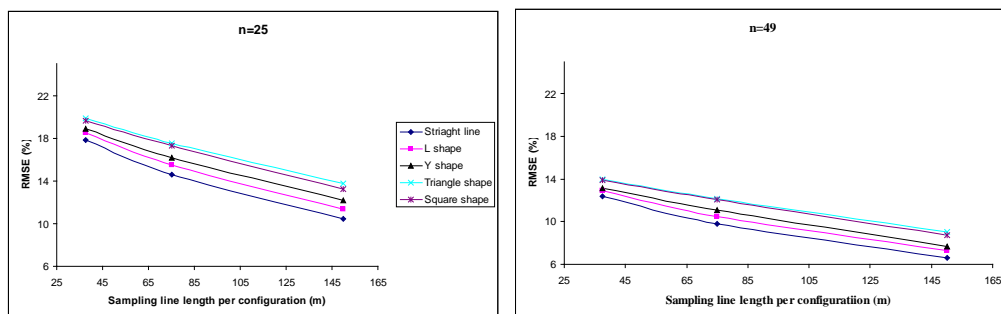 n=25
22
18
14
10
6
RMSE (%)
25 45 65 85 105 125 145 165
Sampling line length per configuration (m)
Striaght line
L shape
Y shape
Triangle shape
Square shape
n=49
22
18
14
10
6
RMSE (%)
25 45 65 85 105 125 145 165
Sampling line length per configuratiion (m)